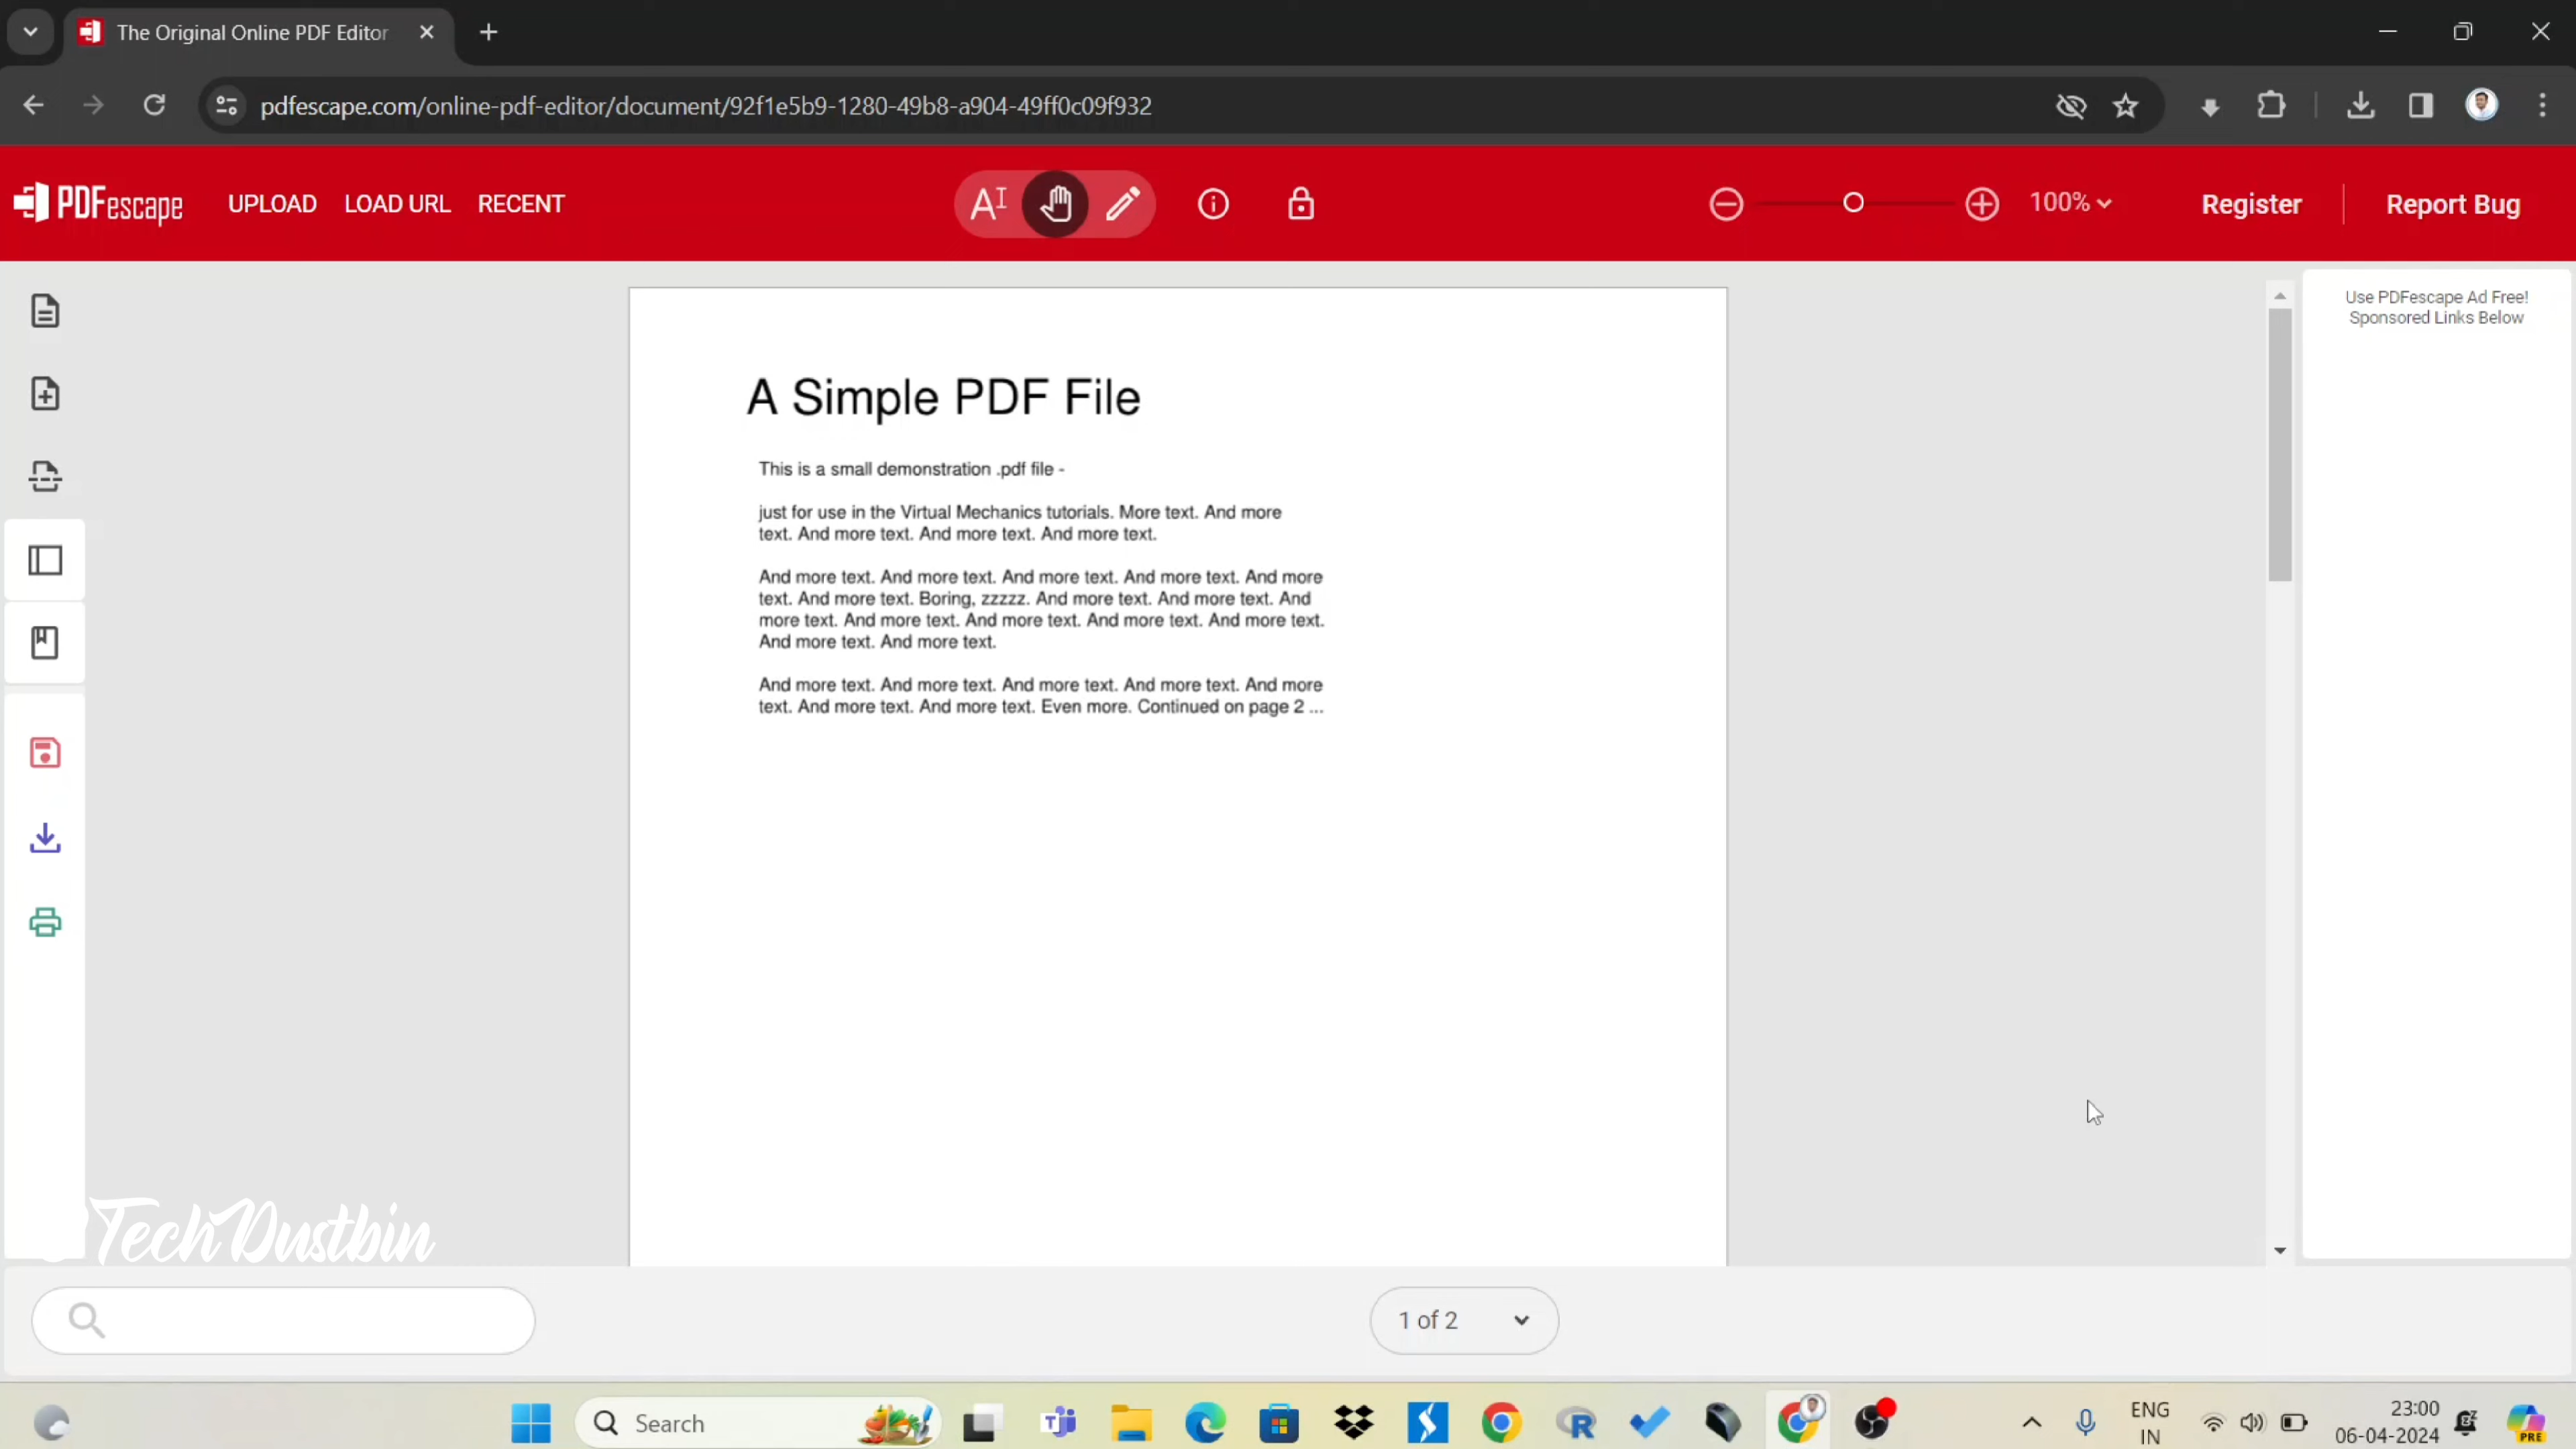 The Original Online PDF Editor
pdfescape.com/online-pdf-editor/document/92f1e5b9-1280-49b8-a904-49ff0c09f932
PDFescape UPLOAD LOAD URL RECENT 100% Register Report Bug
Use PDFescape Ad Free!
Sponsored Links Below
A Simple PDF File
This is a small demonstration .pdf file -
just for use in the Virtual Mechanics tutorials. More text. And more
text. And more text. And more text. And more text.
And more text. And more text. And more text. And more text. And more
text. And more text. Boring, zzzzz. And more text. And more text. And
more text. And more text. And more text. And more text. And more text.
And more text. And more text.
And more text. And more text. And more text. And more text. And more
text. And more text. And more text. Even more. Continued on page 2 ...
TechDustbin
1 of 2
Search
ENG
IN
23:00
06-04-2024
PRE